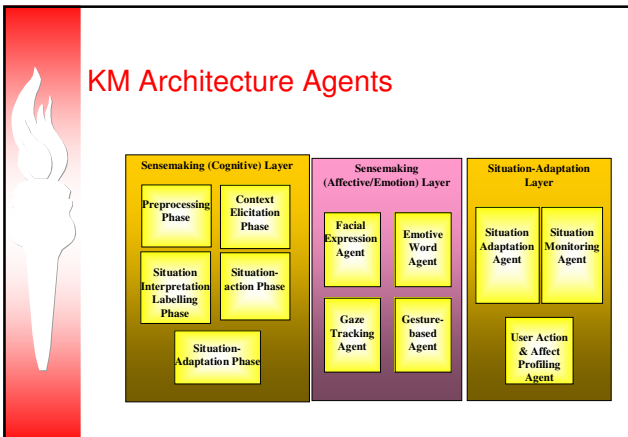 KM Architecture Agents
Sensemaking (Cognitive) Layer
Preprocessing
Phase
Context
Elicitation
Phase
Situation
Interpretation
Labelling
Phase
Situation-
action Phase
Situation-
Adaptation Phase
Sensemaking
(Affective/Emotion) Layer
Facial
Expression
Agent
Emotive
Word
Agent
Gaze
Tracking
Agent
Gesture-
based Agent
Situation-Adaptation
Layer
Situation
Adaptation
Agent
Situation
Monitoring
Agent
User Action
& Affect
Profiling
Agent